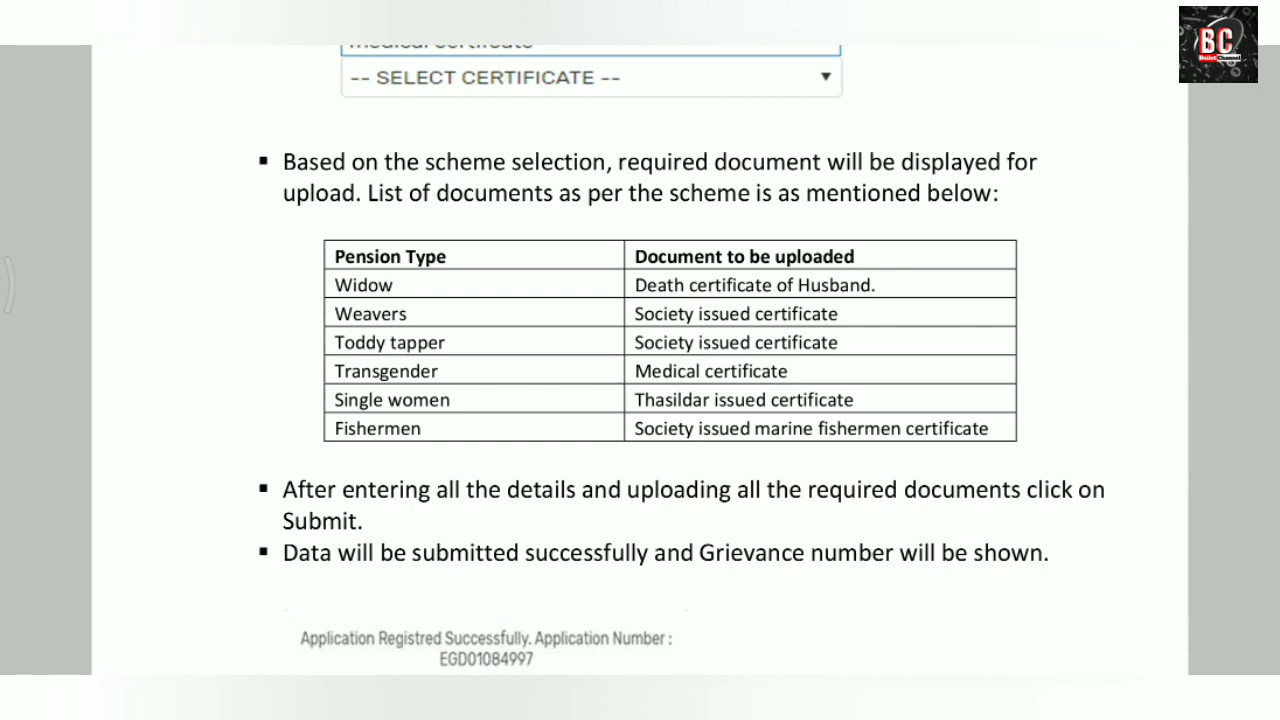 BC
Bullet Channel
medical certifcate
-- SELECT CERTIFICATE --
▪ Based on the scheme selection, required document will be displayed for
upload. List of documents as per the scheme is as mentioned below:
Pension Type Document to be uploaded
Widow Death certificate of Husband.
Weavers Society issued certificate
Toddy tapper Society issued certificate
Transgender Medical certificate
Single women Thasildar issued certificate
Fishermen Society issued marine fishermen certificate
▪ After entering all the details and uploading all the required documents click on
Submit.
▪ Data will be submitted successfully and Grievance number will be shown.
Application Registred Successfully. Application Number :
EGD01084997